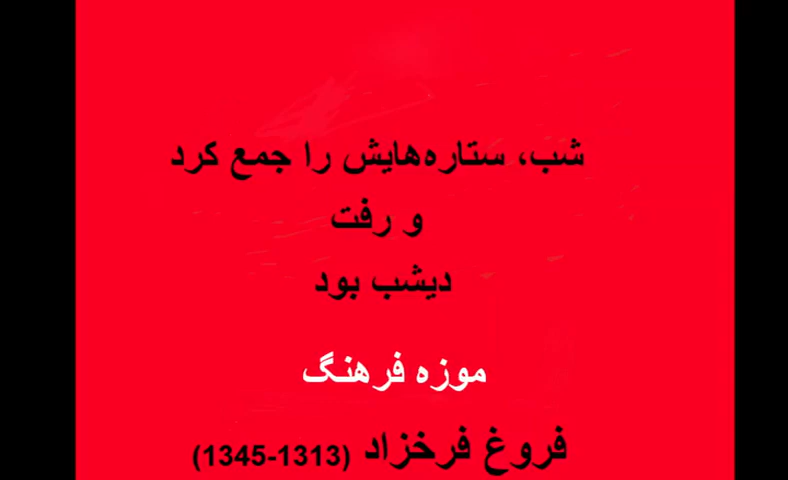 شب، ستاره‌هایش را جمع کرد
و رفت
دیشب بود
موزه فرهنگ
فروغ فرخزاد (1313-1345)